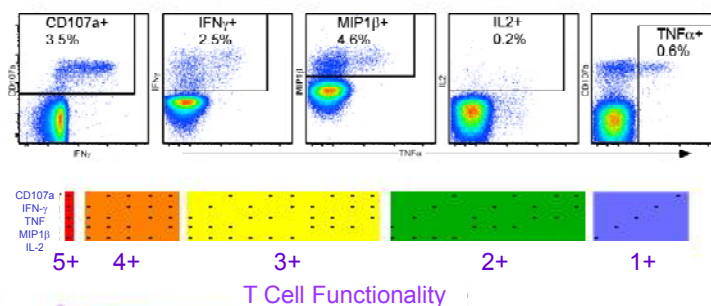 CD107a+
3.5%
IFNγ+
2.5%
MIP1β+
4.6%
IL2+
0.2%
TNFα+
0.6%
CD107a
IFNγ
MIP1β
IL2
CD107a
IFNγ
TNFα
CD107a
IFN-γ
TNF
MIP1β
IL-2
5+
4+
3+
2+
1+
T Cell Functionality